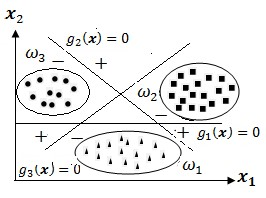 x₂
g₂(x) = 0
ω₃
− +
ω₂
+ − − +
g₁(x) = 0
g₃(x) = 0
ω₁
x₁